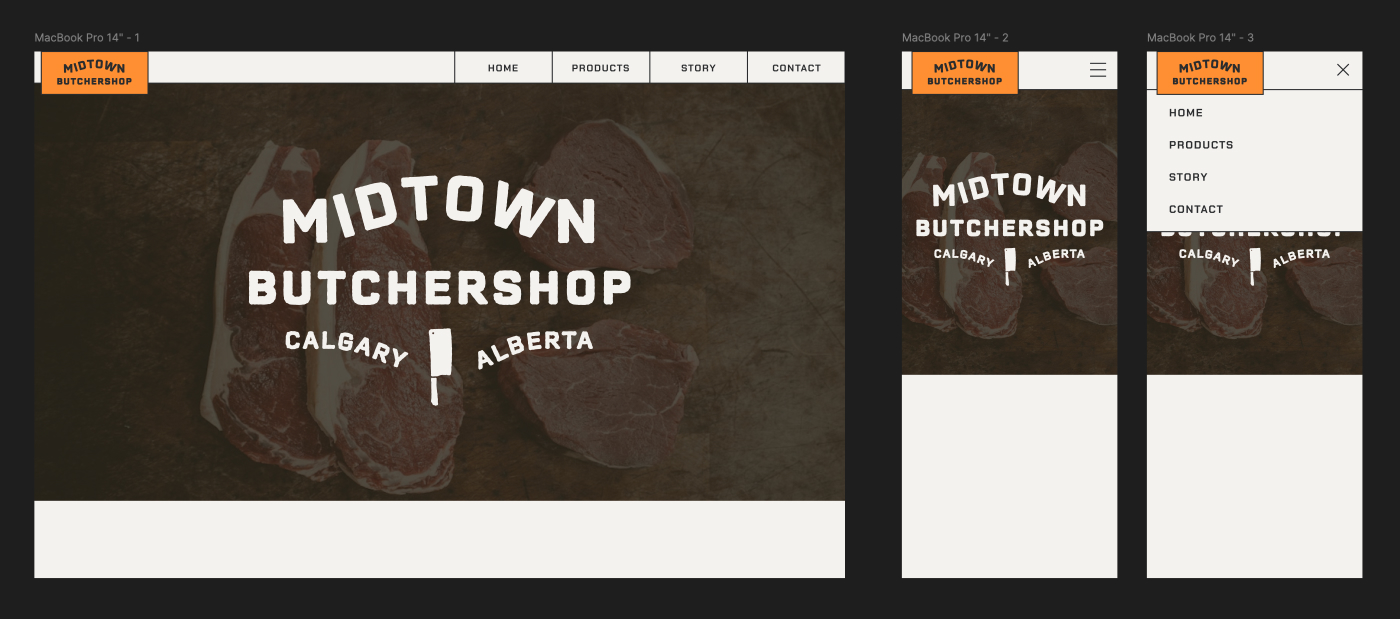 MacBook Pro 14" - 1
MIDTOWN
BUTCHERSHOP
HOME
PRODUCTS
STORY
CONTACT
MIDTOWN
BUTCHERSHOP
CALGARY ALBERTA
MacBook Pro 14" - 2
MIDTOWN
BUTCHERSHOP
MIDTOWN
BUTCHERSHOP
CALGARY ALBERTA
MacBook Pro 14" - 3
MIDTOWN
BUTCHERSHOP
HOME
PRODUCTS
STORY
CONTACT
BUTCHERSHOP
CALGARY ALBERTA